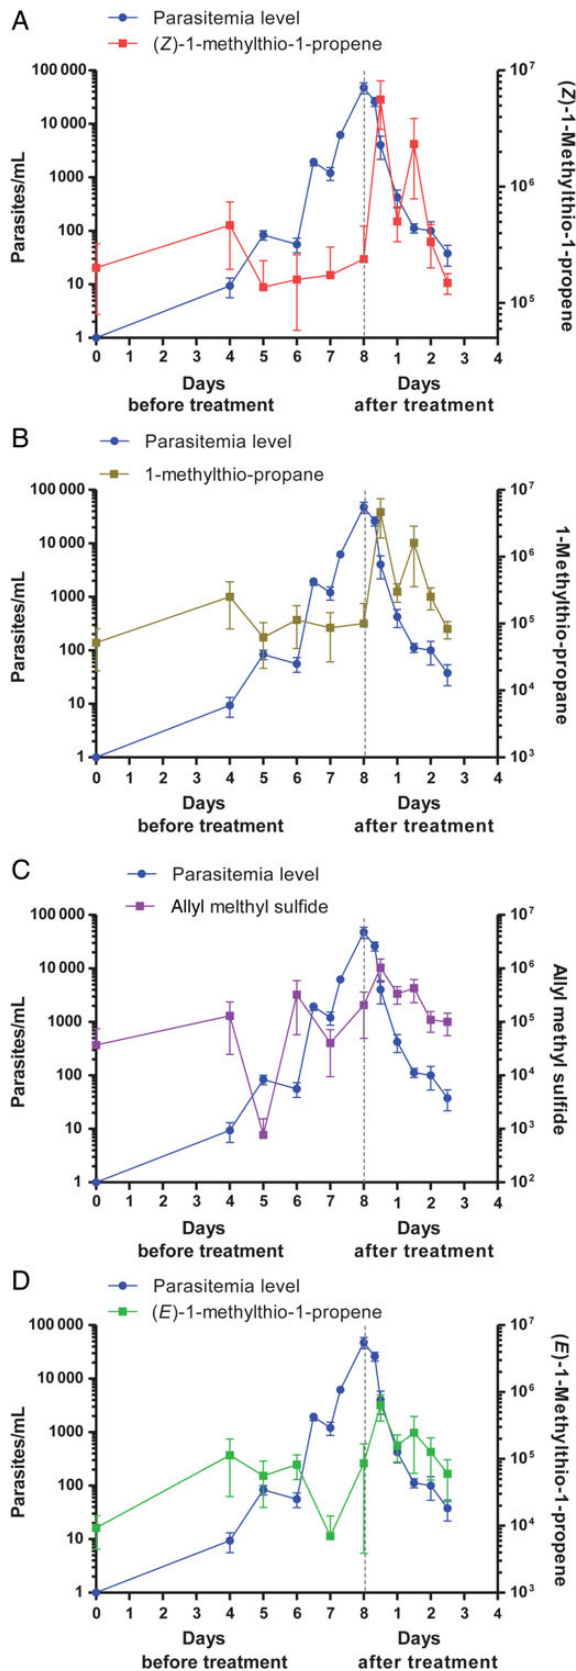 A
Parasitemia level
(Z)-1-methylthio-1-propene
100 000
10 000
1000
100
10
1
Parasites/mL
10⁷
10⁶
10⁵
(Z)-1-Methylthio-1-propene
0 1 2 3 4 5 6 7 8 1 2 3 4
Days Days
before treatment after treatment
B
Parasitemia level
1-methylthio-propane
100 000
10 000
1000
100
10
1
Parasites/mL
10⁷
10⁶
10⁵
10⁴
10³
1-Methylthio-propane
0 1 2 3 4 5 6 7 8 1 2 3 4
Days Days
before treatment after treatment
C
Parasitemia level
Allyl melthyl sulfide
100 000
10 000
1000
100
10
1
Parasites/mL
10⁷
10⁶
10⁵
10⁴
10³
10²
Allyl methyl sulfide
0 1 2 3 4 5 6 7 8 1 2 3 4
Days Days
before treatment after treatment
D
Parasitemia level
(E)-1-methylthio-1-propene
100 000
10 000
1000
100
10
1
Parasites/mL
10⁷
10⁶
10⁵
10⁴
10³
(E)-1-Methylthio-1-propene
0 1 2 3 4 5 6 7 8 1 2 3 4
Days Days
before treatment after treatment